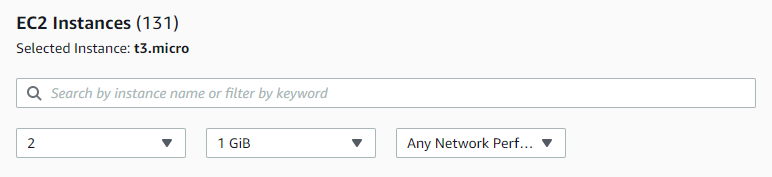 EC2 Instances (131)
Selected Instance: t3.micro
Search by instance name or filter by keyword
2 1 GiB Any Network Perf...